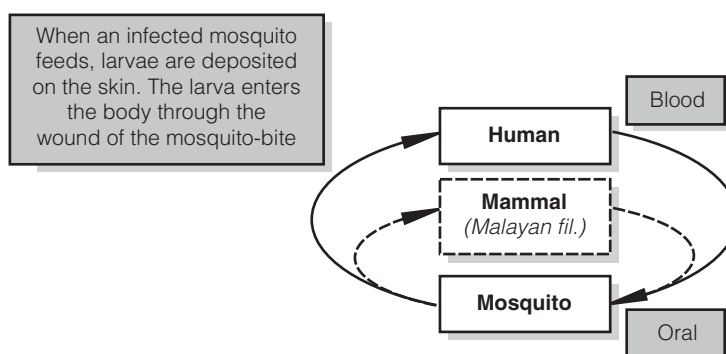 When an infected mosquito
feeds, larvae are deposited
on the skin. The larva enters
the body through the
wound of the mosquito-bite
Blood
Human
Mammal
(Malayan fil.)
Mosquito
Oral